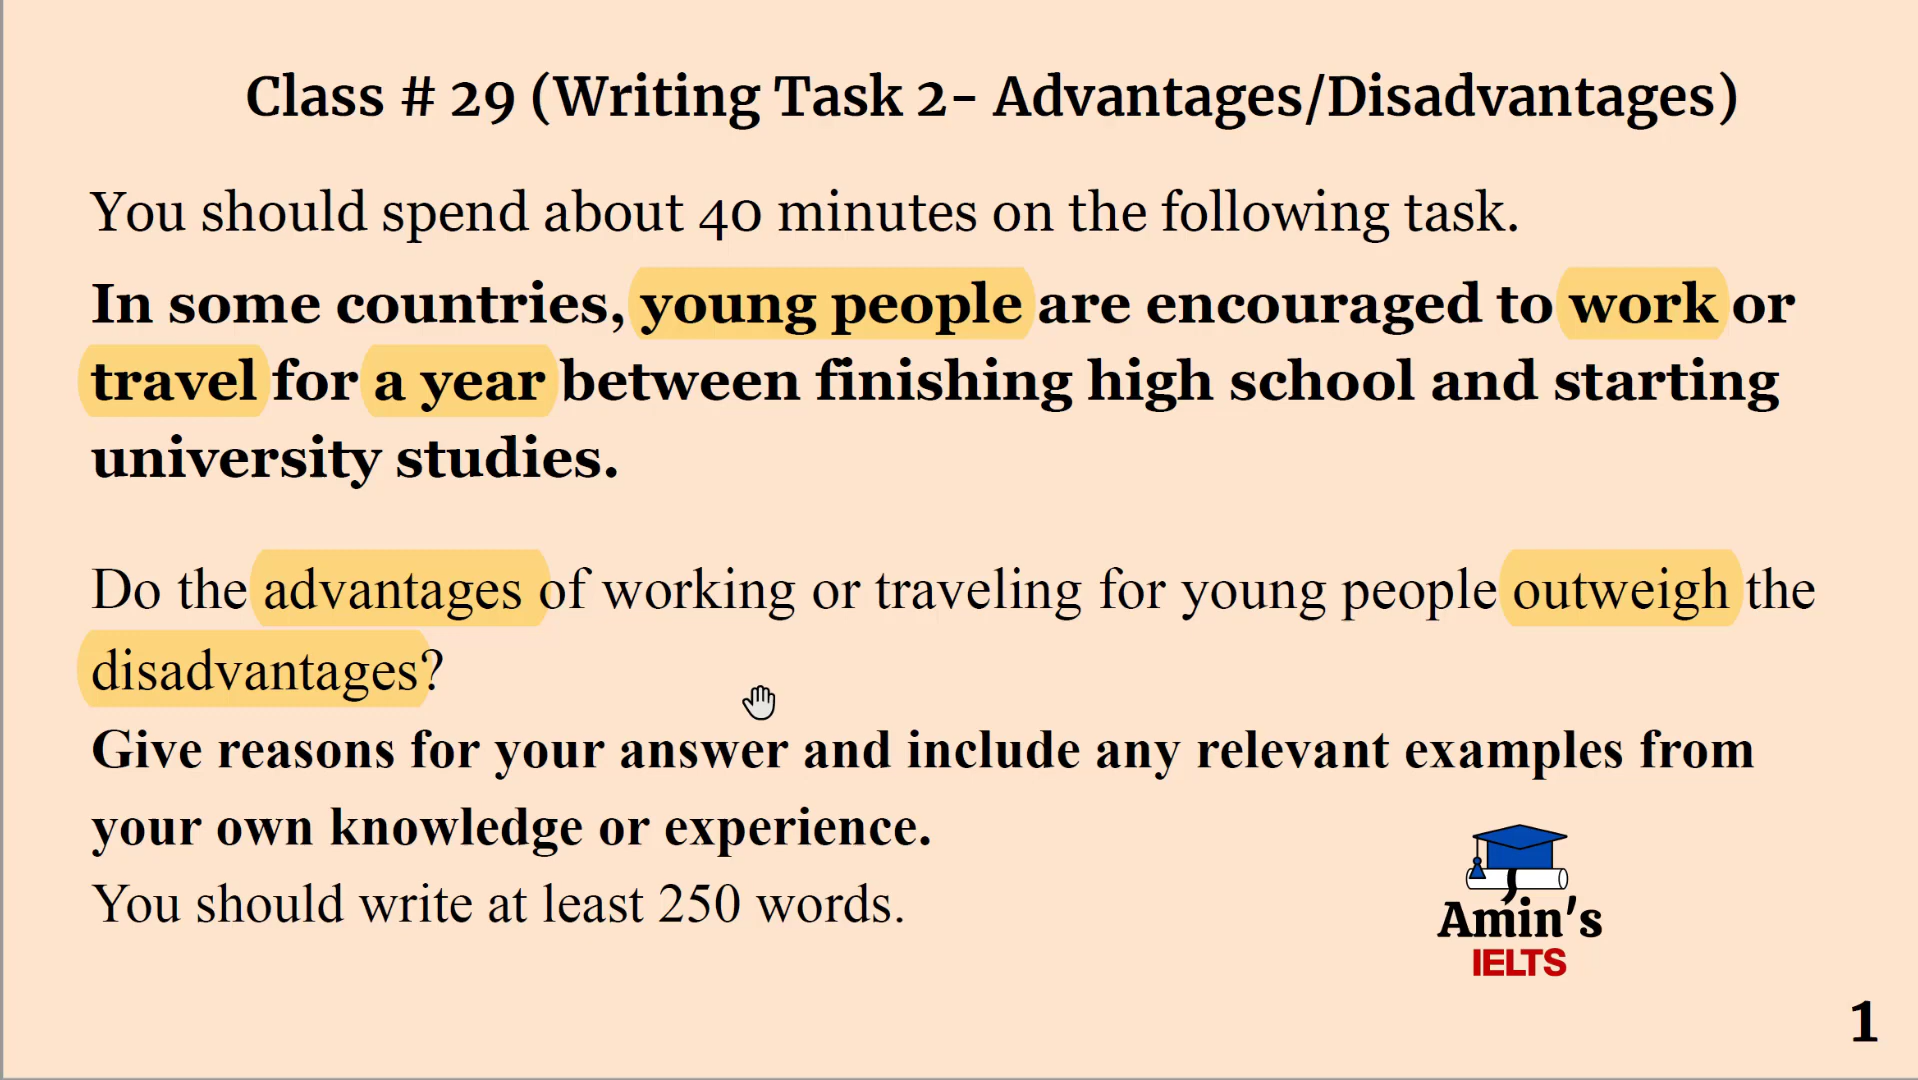 Class # 29 (Writing Task 2- Advantages/Disadvantages)
You should spend about 40 minutes on the following task.
In some countries, young people are encouraged to work or
travel for a year between finishing high school and starting
university studies.
Do the advantages of working or traveling for young people outweigh the
disadvantages?
Give reasons for your answer and include any relevant examples from
your own knowledge or experience.
You should write at least 250 words.
Amin's
IELTS
1